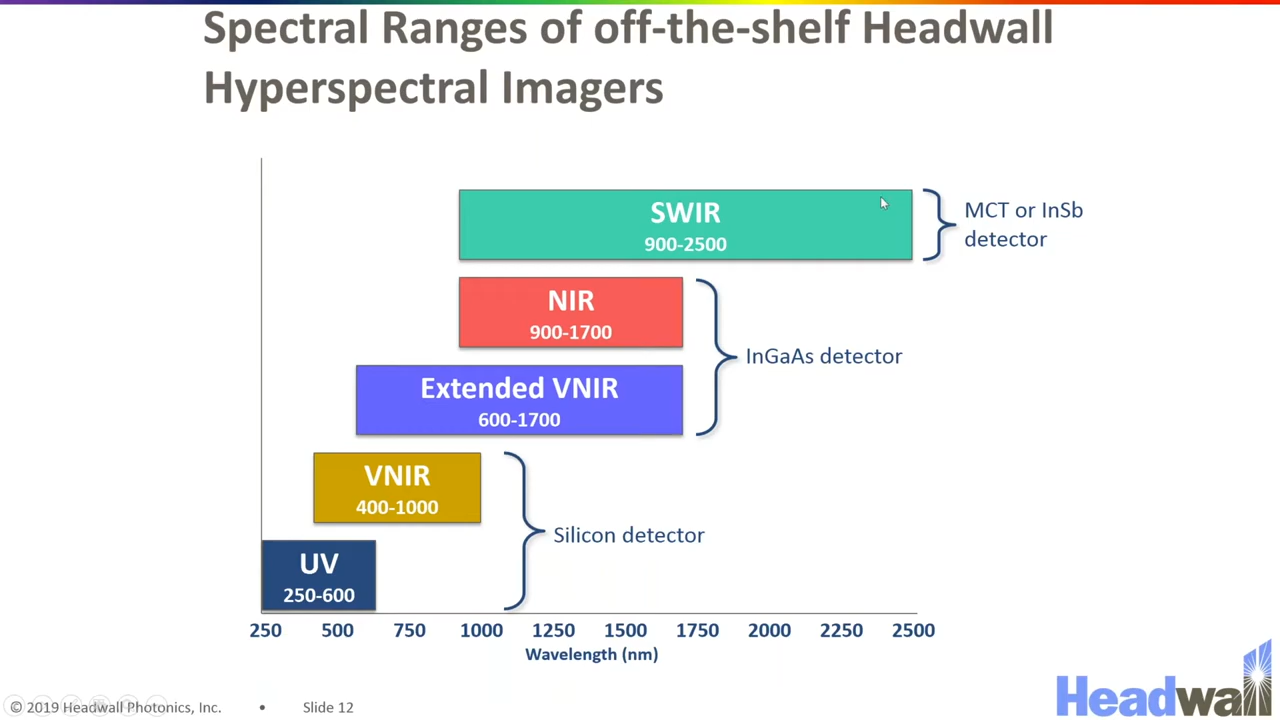 Spectral Ranges of off-the-shelf Headwall
Hyperspectral Imagers
SWIR
900-2500
MCT or InSb
detector
NIR
900-1700
InGaAs detector
Extended VNIR
600-1700
VNIR
400-1000
Silicon detector
UV
250-600
250 500 750 1000 1250 1500 1750 2000 2250 2500
Wavelength (nm)
© 2019 Headwall Photonics, Inc. • Slide 12
Headwall